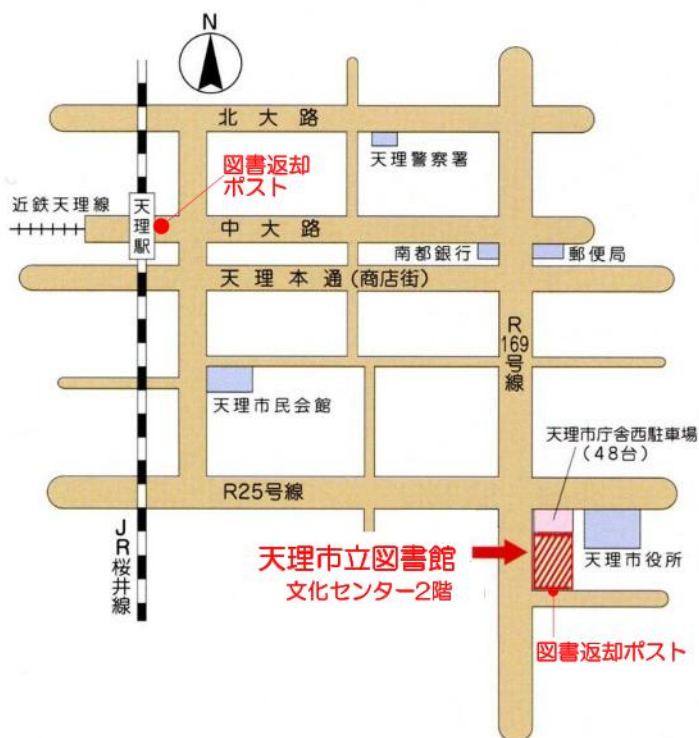 N
北大路
天理警察署
図書返却
ポスト
近鉄天理線
天理駅
中大路
南都銀行
郵便局
天理本通(商店街)
R
169
号線
天理市民会館
天理市庁舎西駐車場
(48台)
R25号線
JR桜井線
天理市立図書館
文化センター2階
天理市役所
図書返却ポスト